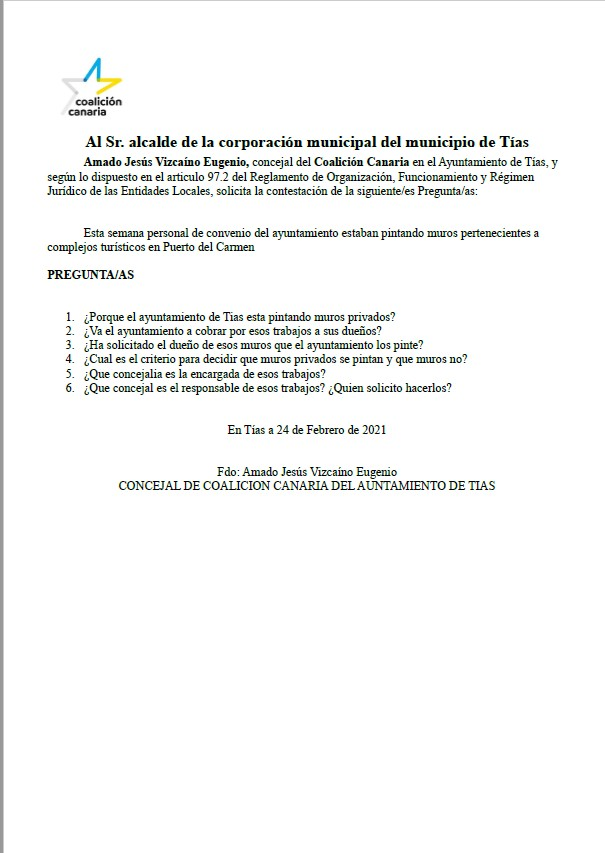 coalición
canaria
Al Sr. alcalde de la corporación municipal del municipio de Tías
Amado Jesús Vizcaíno Eugenio, concejal del Coalición Canaria en el Ayuntamiento de Tías, y
según lo dispuesto en el articulo 97.2 del Reglamento de Organización, Funcionamiento y Régimen
Jurídico de las Entidades Locales, solicita la contestación de la siguiente/es Pregunta/as:
Esta semana personal de convenio del ayuntamiento estaban pintando muros pertenecientes a
complejos turísticos en Puerto del Carmen
PREGUNTA/AS
1. ¿Porque el ayuntamiento de Tias esta pintando muros privados?
2. ¿Va el ayuntamiento a cobrar por esos trabajos a sus dueños?
3. ¿Ha solicitado el dueño de esos muros que el ayuntamiento los pinte?
4. ¿Cual es el criterio para decidir que muros privados se pintan y que muros no?
5. ¿Que concejalia es la encargada de esos trabajos?
6. ¿Que concejal es el responsable de esos trabajos? ¿Quien solicito hacerlos?
En Tías a 24 de Febrero de 2021
Fdo: Amado Jesús Vizcaíno Eugenio
CONCEJAL DE COALICION CANARIA DEL AUNTAMIENTO DE TIAS